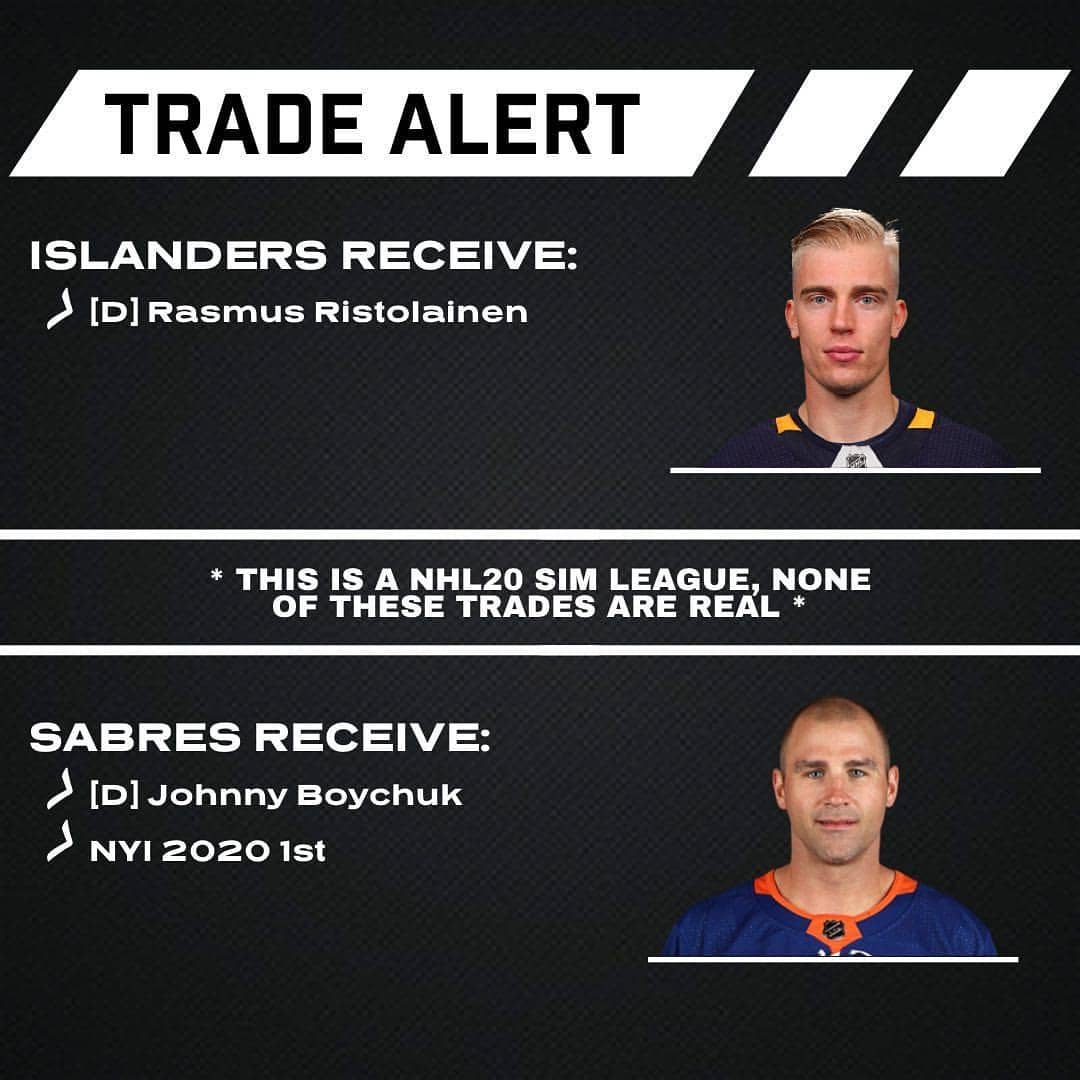 TRADE ALERT
ISLANDERS RECEIVE:
[D] Rasmus Ristolainen
* THIS IS A NHL20 SIM LEAGUE, NONE
OF THESE TRADES ARE REAL *
SABRES RECEIVE:
[D] Johnny Boychuk
NYI 2020 1st